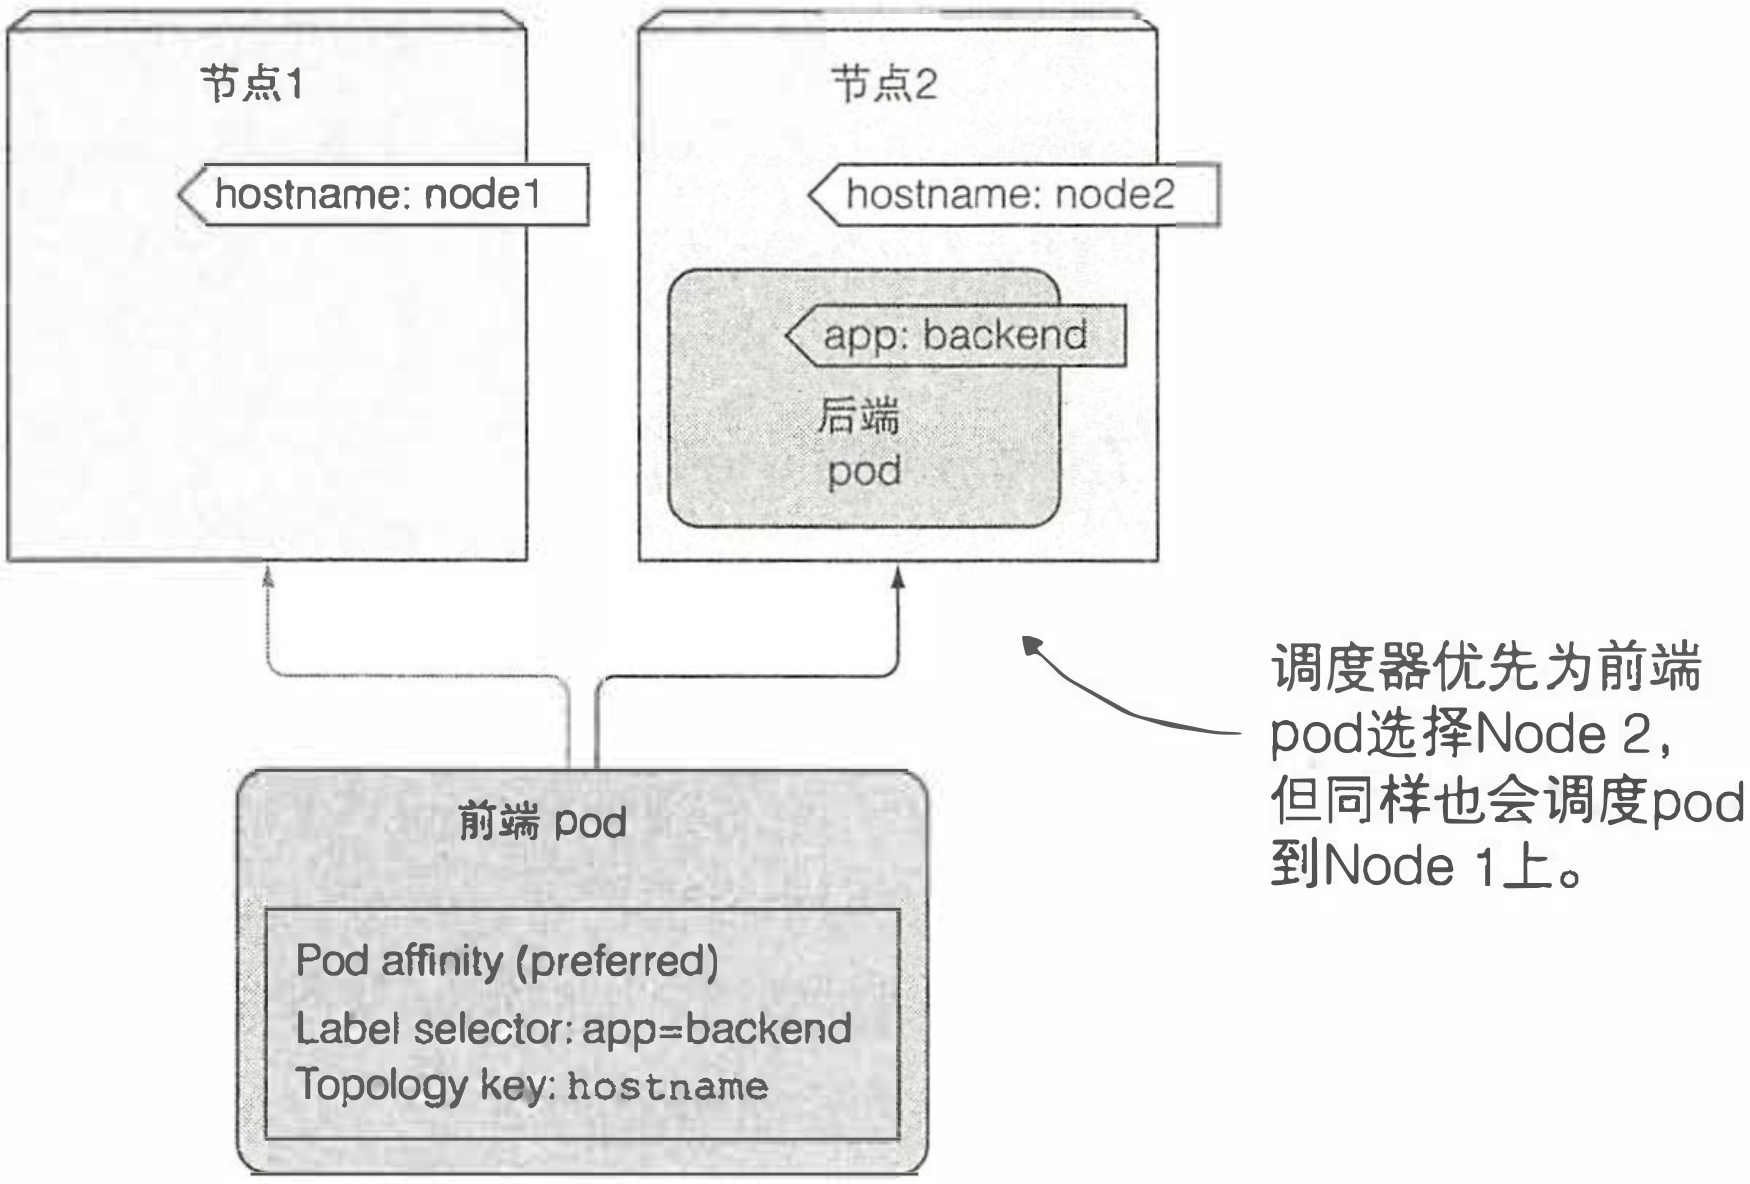 节点1
节点2
hostname: node1
hostname: node2
app: backend
后端
pod
调度器优先为前端
pod选择Node 2，
但同样也会调度pod
到Node 1上。
前端 pod
Pod affinity (preferred)
Label selector: app=backend
Topology key: hostname